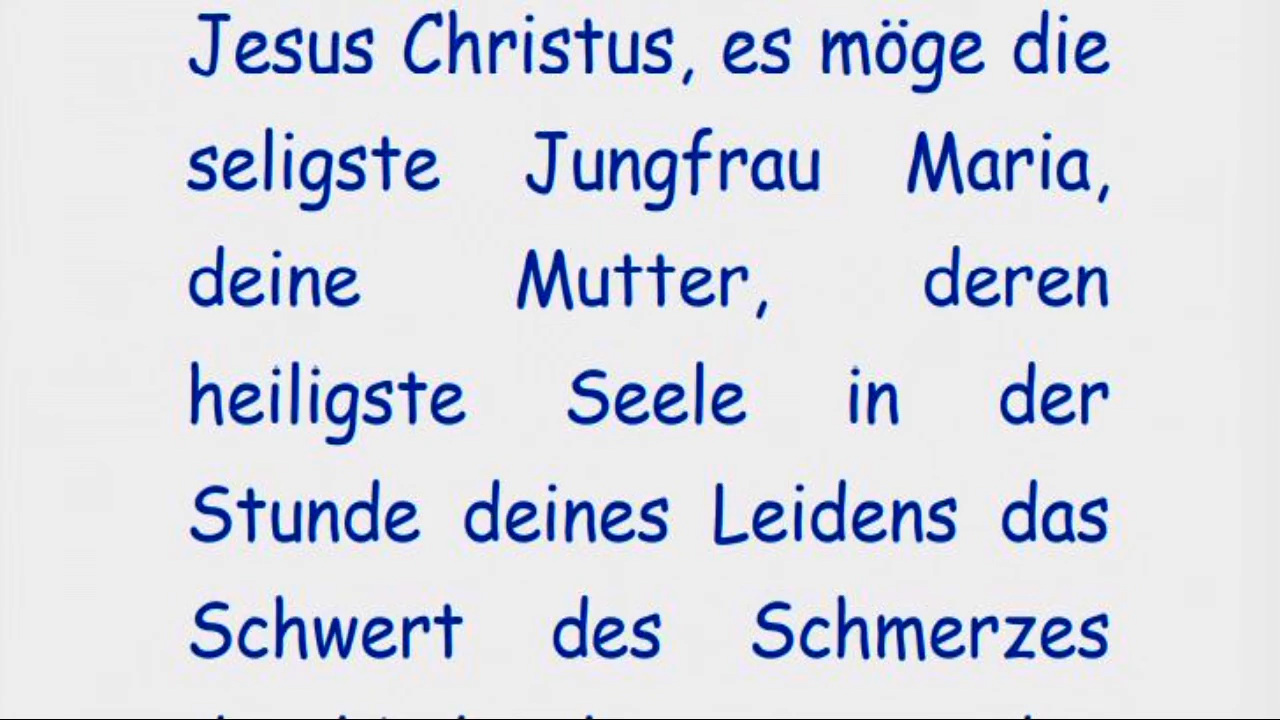 Jesus Christus, es möge die
seligste Jungfrau Maria,
deine Mutter, deren
heiligste Seele in der
Stunde deines Leidens das
Schwert des Schmerzes